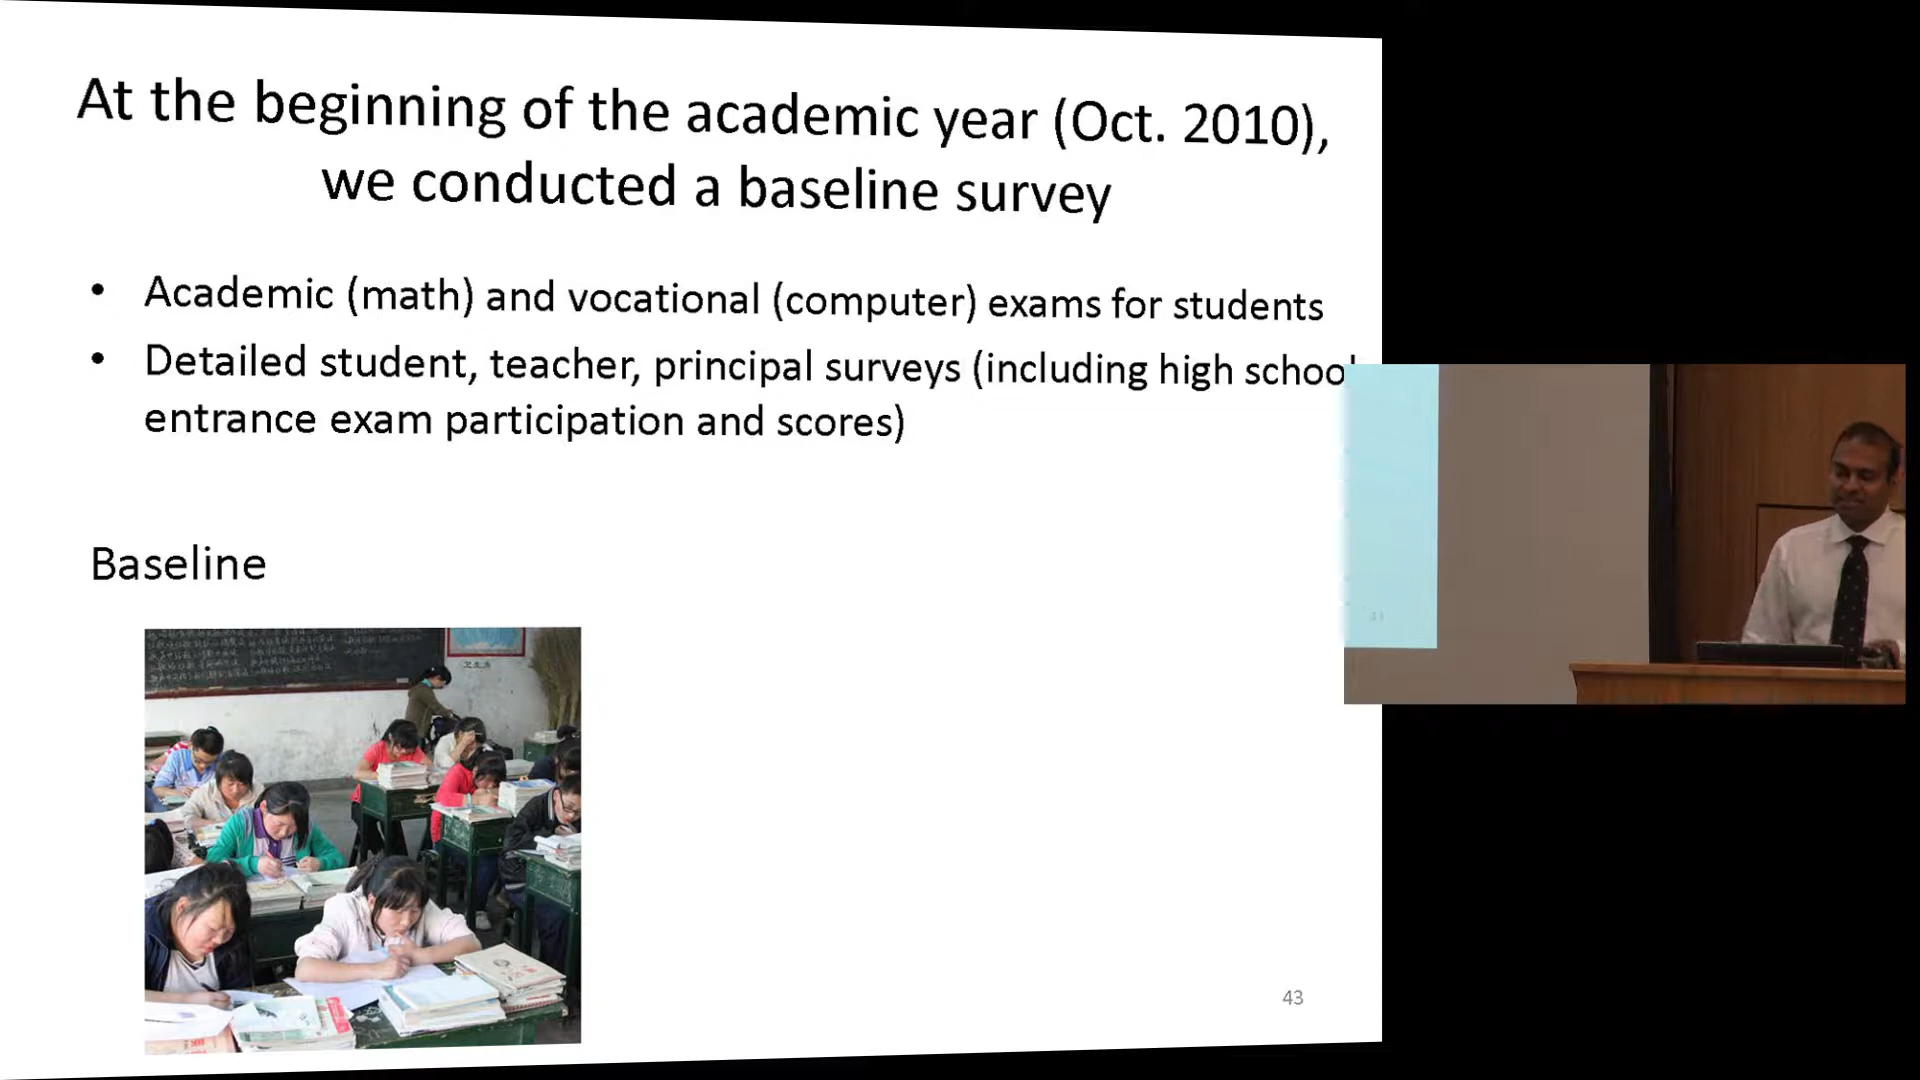 At the beginning of the academic year (Oct. 2010),
we conducted a baseline survey
• Academic (math) and vocational (computer) exams for students
• Detailed student, teacher, principal surveys (including high school
entrance exam participation and scores)
Baseline
43